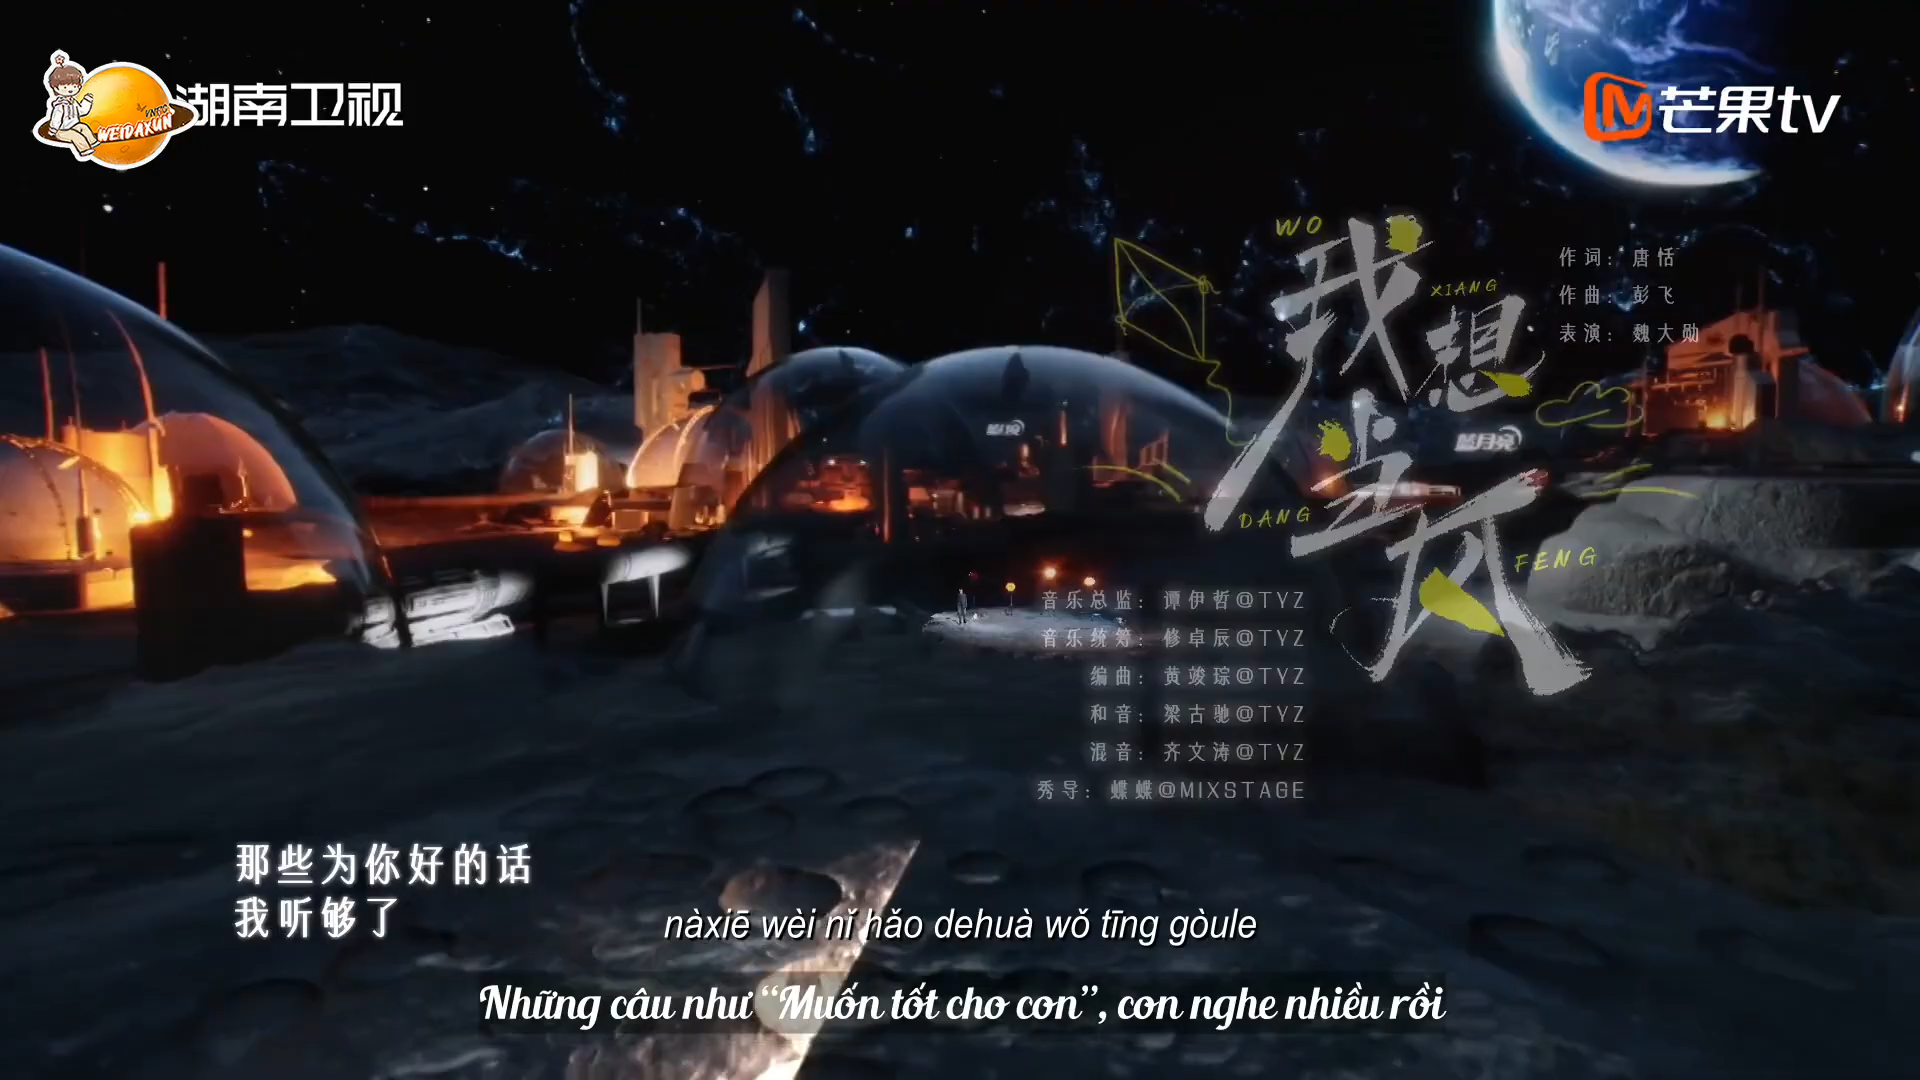 VNFC
WEIDAXUN
湖南卫视
芒果tv
WO
我
XIANG
想
DANG
当
FENG
风
作词：唐恬
作曲：彭飞
表演：魏大勋
蓝月亮
音乐总监：谭伊哲@TYZ
音乐统筹：修卓辰@TYZ
编曲：黄竣琮@TYZ
和音：梁古驰@TYZ
混音：齐文涛@TYZ
秀导：蝶蝶@MIXSTAGE
那些为你好的话
我听够了
nàxiē wèi nǐ hǎo dehuà wǒ tīng gòule
Những câu như “Muốn tốt cho con”, con nghe nhiều rồi